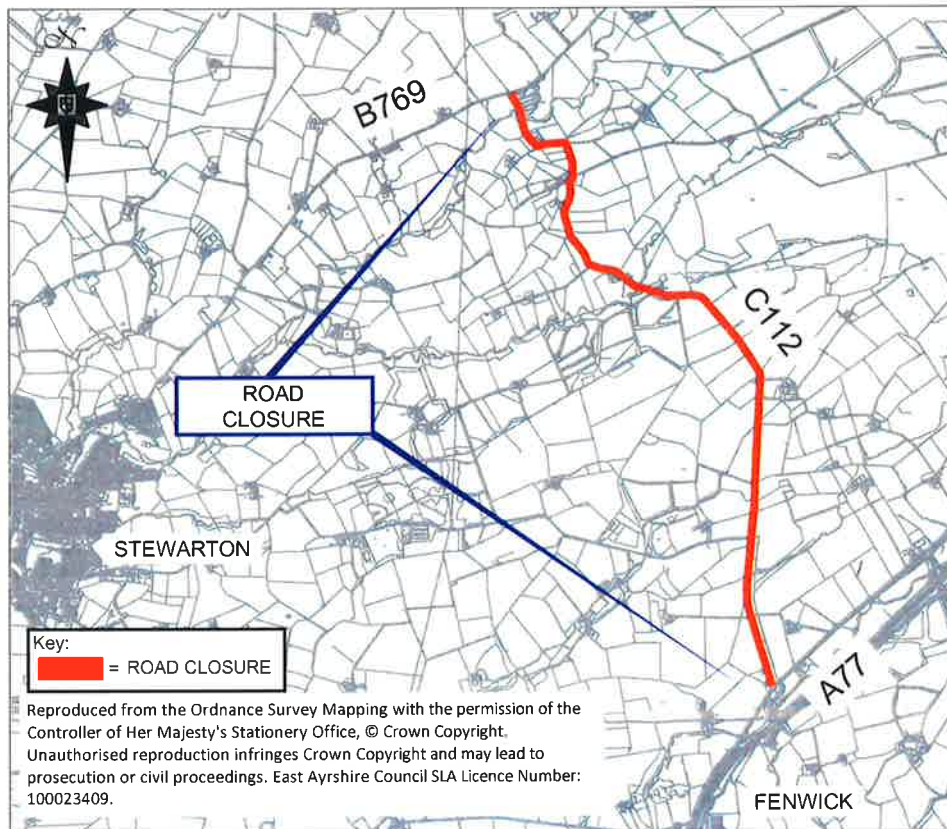 N
B769
C112
ROAD
CLOSURE
STEWARTON
Key:
= ROAD CLOSURE
A77
Reproduced from the Ordnance Survey Mapping with the permission of the
Controller of Her Majesty's Stationery Office, © Crown Copyright.
Unauthorised reproduction infringes Crown Copyright and may lead to
prosecution or civil proceedings. East Ayrshire Council SLA Licence Number:
100023409.
FENWICK